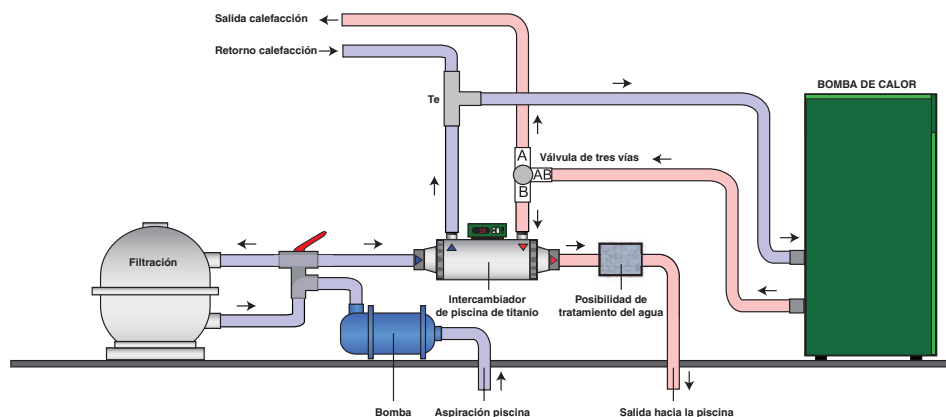 Salida calefacción
Retorno calefacción
Te
BOMBA DE CALOR
A
Válvula de tres vías
AB
B
Filtración
Intercambiador
de piscina de titanio
Posibilidad de
tratamiento del agua
Bomba
Aspiración piscina
Salida hacia la piscina